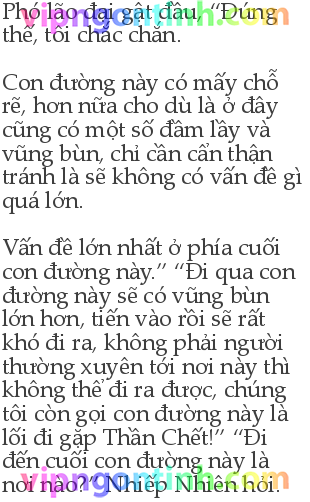 Phó lão đại gật đầu, “Đúng
thế, tôi chắc chắn.
Con đường này có mấy chỗ
rẽ, hơn nữa cho dù là ở đây
cũng có một số đầm lầy và
vũng bùn, chỉ cần cẩn thận
tránh là sẽ không có vấn đề gì
quá lớn.
Vấn đề lớn nhất ở phía cuối
con đường này.” “Đi qua con
đường này sẽ có vũng bùn
lớn hơn, tiến vào rồi sẽ rất
khó đi ra, không phải người
thường xuyên tới nơi này thì
không thể đi ra được, chúng
tôi còn gọi con đường này là
lối đi gặp Thần Chết!” “Đi
đến cuối con đường này là
nơi nào?” Nhiếp Nhiên hỏi.
vipngontinh.com
vipngontinh.com